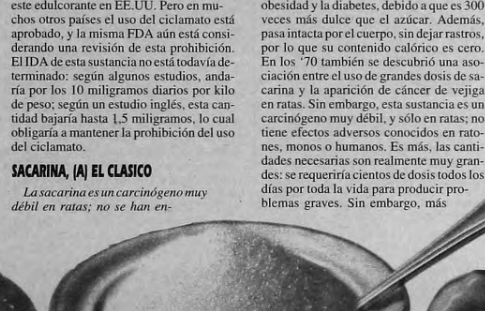 este edulcorante en EE.UU. Pero en mu-
chos otros países el uso del ciclamato está
aprobado, y la misma FDA aún está consi-
derando una revisión de esta prohibición.
El IDA de esta sustancia no está todavía de-
terminado: según algunos estudios, anda-
ría por los 10 miligramos diarios por kilo
de peso; según un estudio inglés, esta can-
tidad bajaría hasta 1,5 miligramos, lo cual
obligaría a mantener la prohibición del uso
del ciclamato.
SACARINA, (A) EL CLASICO
La sacarina es un carcinógeno muy
débil en ratas; no se han en-
obesidad y la diabetes, debido a que es 300
veces más dulce que el azúcar. Además,
pasa intacta por el cuerpo, sin dejar rastros,
por lo que su contenido calórico es cero.
En los '70 también se descubrió una aso-
ciación entre el uso de grandes dosis de sa-
carina y la aparición de cáncer de vejiga
en ratas. Sin embargo, esta sustancia es un
carcinógeno muy débil, y sólo en ratas; no
tiene efectos adversos conocidos en rato-
nes, monos o humanos. Es más, las canti-
dades necesarias son realmente muy gran-
des: se requeriría cientos de dosis todos los
días por toda la vida para producir pro-
blemas graves. Sin embargo, más